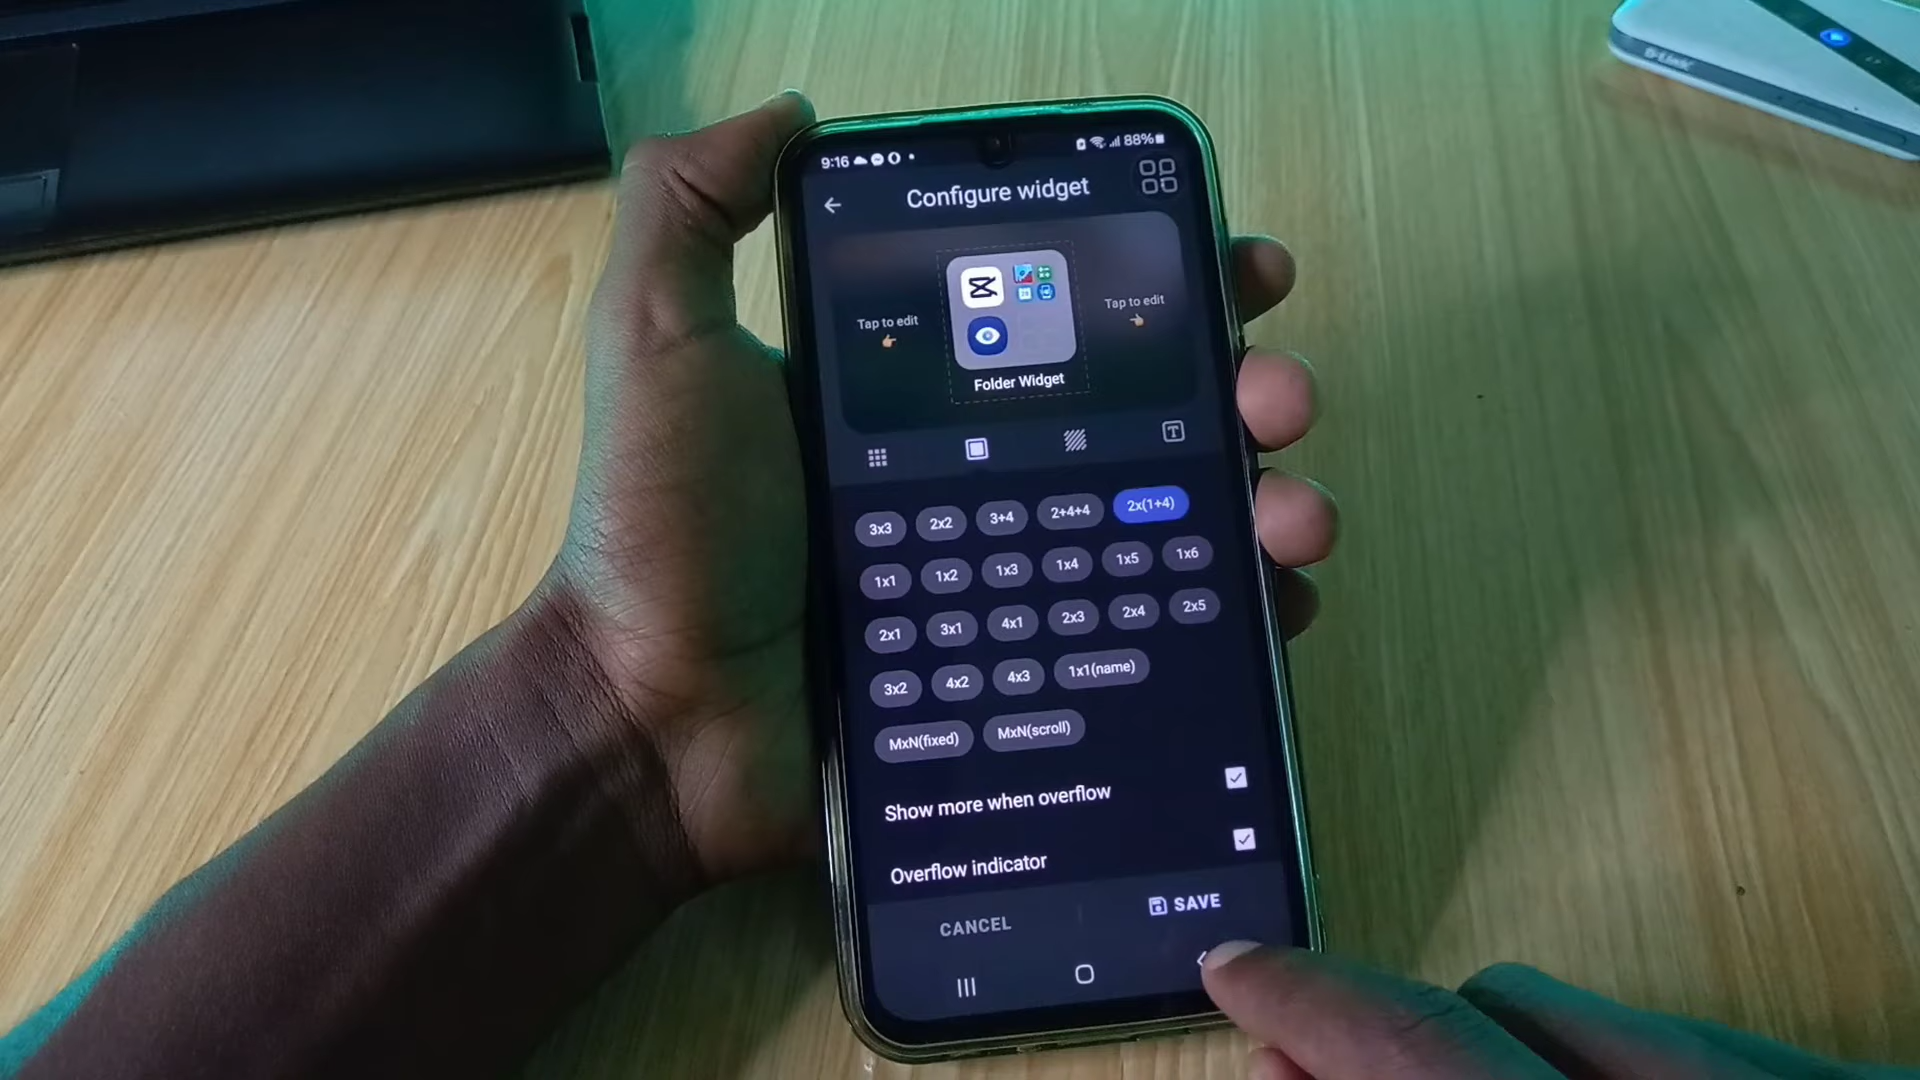 D-Link
9:16 88%
Configure widget
Tap to edit
Tap to edit
Folder Widget
3x3 2x2 3+4 2+4+4 2x(1+4)
1x1 1x2 1x3 1x4 1x5 1x6
2x1 3x1 4x1 2x3 2x4 2x5
3x2 4x2 4x3 1x1(name)
MxN(fixed) MxN(scroll)
Show more when overflow
Overflow indicator
CANCEL SAVE